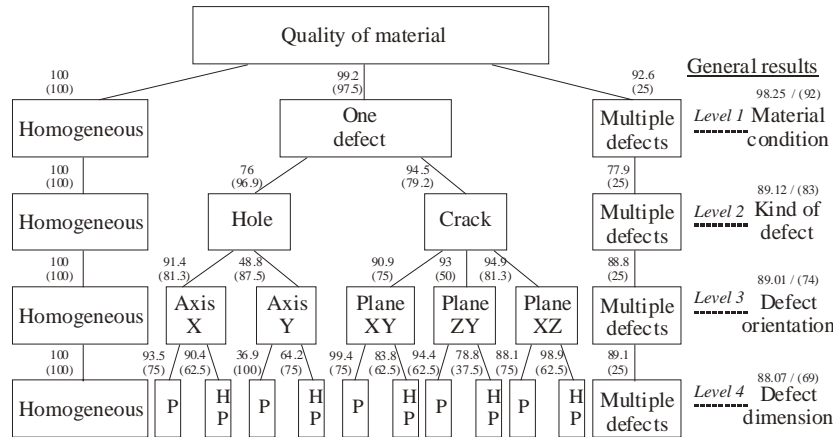 Quality of material
General results
100
(100)
99.2
(97.5)
92.6
(25)
98.25 / (92)
Homogeneous
One
defect
Multiple
defects
Level 1
Material
condition
100
(100)
76
(96.9)
94.5
(79.2)
77.9
(25)
89.12 / (83)
Homogeneous
Hole
Crack
Multiple
defects
Level 2
Kind of
defect
100
(100)
91.4
(81.3)
48.8
(87.5)
90.9
(75)
93
(50)
94.9
(81.3)
88.8
(25)
89.01 / (74)
Homogeneous
Axis
X
Axis
Y
Plane
XY
Plane
ZY
Plane
XZ
Multiple
defects
Level 3
Defect
orientation
100
(100)
93.5
(75)
90.4
(62.5)
36.9
(100)
64.2
(75)
99.4
(75)
83.8
(62.5)
94.4
(62.5)
78.8
(37.5)
88.1
(75)
98.9
(62.5)
89.1
(25)
88.07 / (69)
Homogeneous
P
H
P
P
H
P
P
H
P
P
H
P
P
H
P
Multiple
defects
Level 4
Defect
dimension